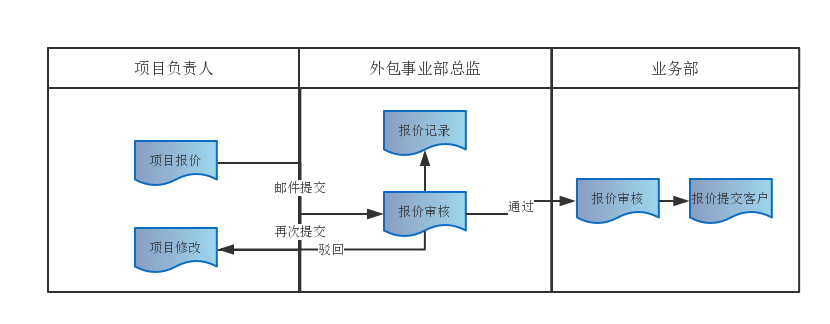 项目负责人
外包事业部总监
业务部
报价记录
项目报价
邮件提交
报价审核
通过
报价审核
报价提交客户
再次提交
项目修改
驳回